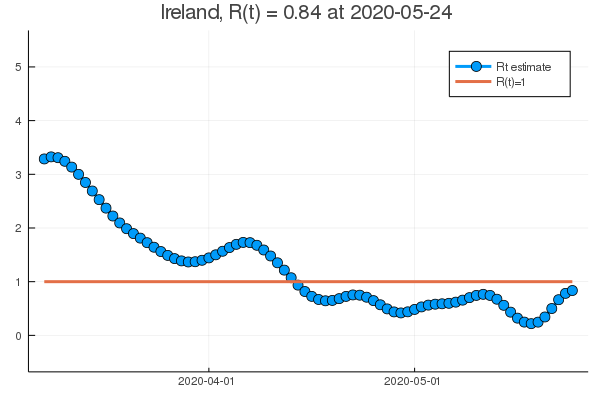 Ireland, R(t) = 0.84 at 2020-05-24
5
4
3
2
1
0
Rt estimate
R(t)=1
2020-04-01
2020-05-01